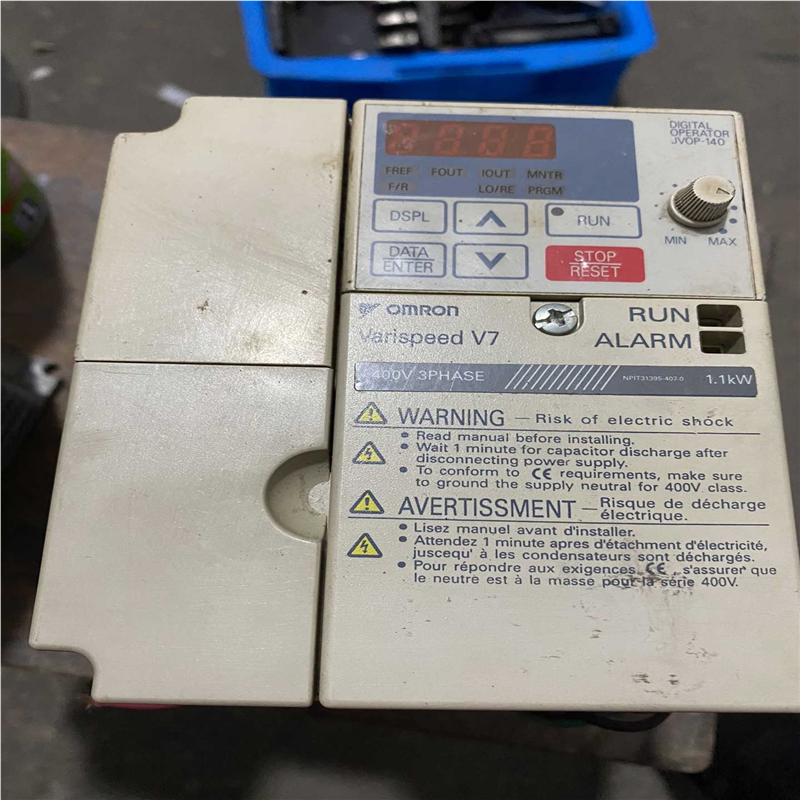 DIGITAL
OPERATOR
JVOP-140
FREF FOUT IOUT MNTR
F/R LO/RE PRGM
DSPL
RUN
DATA
ENTER
STOP
RESET
MIN MAX
OMRON
Varispeed V7
RUN
ALARM
400V 3PHASE NPIT31395-407-0 1.1kW
WARNING — Risk of electric shock
• Read manual before installing.
• Wait 1 minute for capacitor discharge after
disconnecting power supply.
• To conform to CE requirements, make sure
to ground the supply neutral for 400V class.
AVERTISSMENT — Risque de décharge
électrique.
• Lisez manuel avant d'installer.
• Attendez 1 minute apres d'étachment d'électricité,
juscequ' à les condensateurs sont déchargés.
• Pour répondre aux exigences CE, s'assurer que
le neutre est à la masse pour la série 400V.